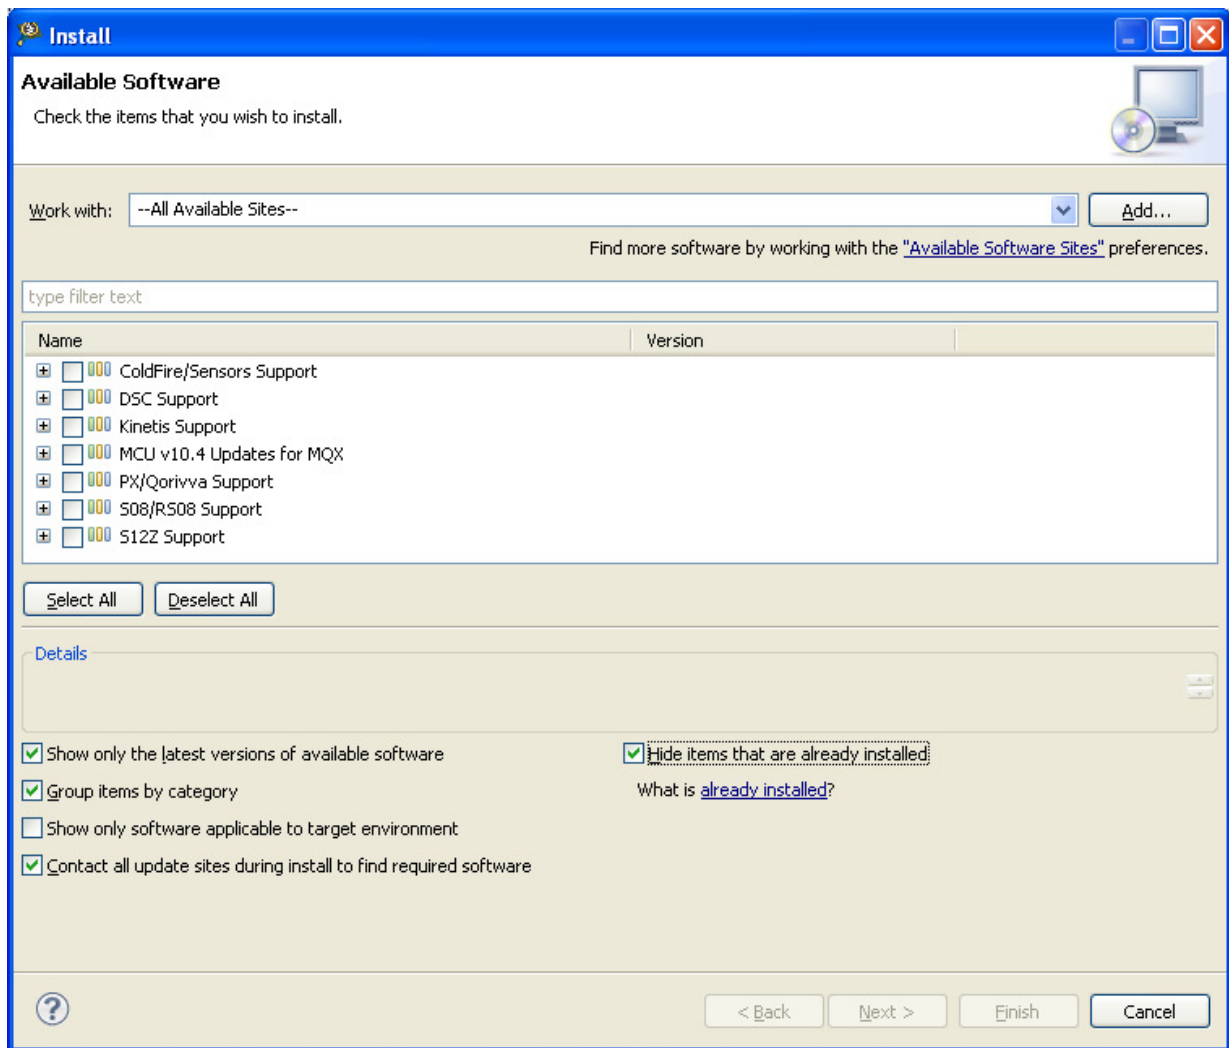 Install
Available Software
Check the items that you wish to install.
Work with: --All Available Sites-- Add...
Find more software by working with the "Available Software Sites" preferences.
type filter text
Name Version
ColdFire/Sensors Support
DSC Support
Kinetis Support
MCU v10.4 Updates for MQX
PX/Qorivva Support
S08/RS08 Support
S12Z Support
Select All Deselect All
Details
Show only the latest versions of available software Hide items that are already installed
Group items by category What is already installed?
Show only software applicable to target environment
Contact all update sites during install to find required software
? < Back Next > Finish Cancel